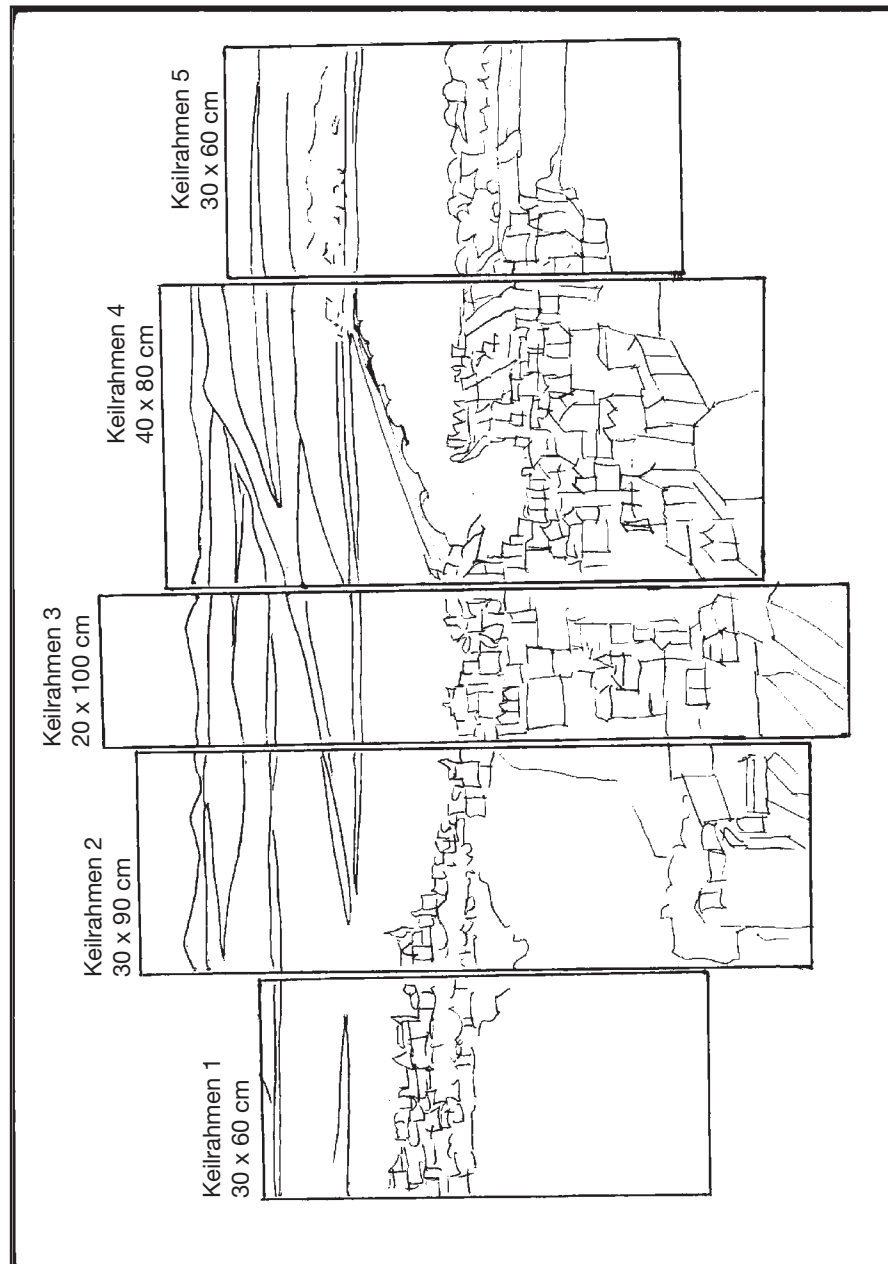 Keilrahmen 1
30 x 60 cm
Keilrahmen 2
30 x 90 cm
Keilrahmen 3
20 x 100 cm
Keilrahmen 4
40 x 80 cm
Keilrahmen 5
30 x 60 cm